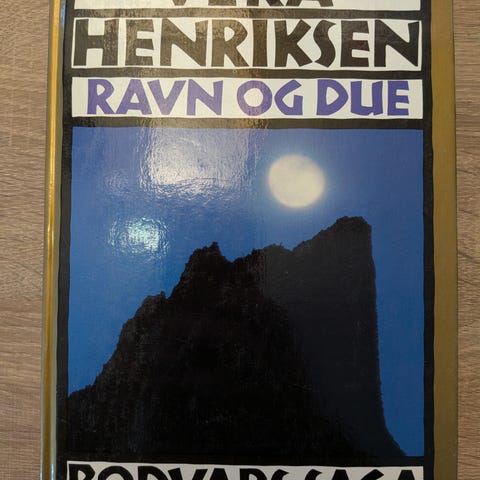 VERA
HENRIKSEN
RAVN OG DUE
BODVARS SAGA